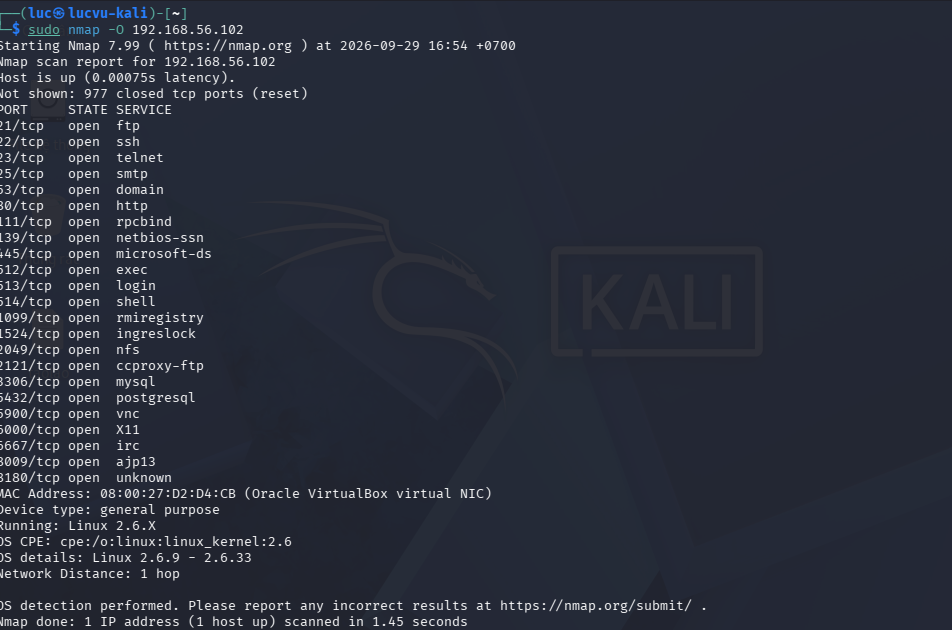 ┌──(luc㉿lucvu-kali)-[~]
└─$ sudo nmap -O 192.168.56.102
Starting Nmap 7.99 ( https://nmap.org ) at 2026-09-29 16:54 +0700
Nmap scan report for 192.168.56.102
Host is up (0.00075s latency).
Not shown: 977 closed tcp ports (reset)
PORT     STATE SERVICE
21/tcp   open  ftp
22/tcp   open  ssh
23/tcp   open  telnet
25/tcp   open  smtp
53/tcp   open  domain
80/tcp   open  http
111/tcp  open  rpcbind
139/tcp  open  netbios-ssn
445/tcp  open  microsoft-ds
512/tcp  open  exec
513/tcp  open  login
514/tcp  open  shell
1099/tcp open  rmiregistry
1524/tcp open  ingreslock
2049/tcp open  nfs
2121/tcp open  ccproxy-ftp
3306/tcp open  mysql
5432/tcp open  postgresql
5900/tcp open  vnc
6000/tcp open  X11
6667/tcp open  irc
8009/tcp open  ajp13
8180/tcp open  unknown
MAC Address: 08:00:27:D2:D4:CB (Oracle VirtualBox virtual NIC)
Device type: general purpose
Running: Linux 2.6.X
OS CPE: cpe:/o:linux:linux_kernel:2.6
OS details: Linux 2.6.9 - 2.6.33
Network Distance: 1 hop

OS detection performed. Please report any incorrect results at https://nmap.org/submit/ .
Nmap done: 1 IP address (1 host up) scanned in 1.45 seconds
KALI